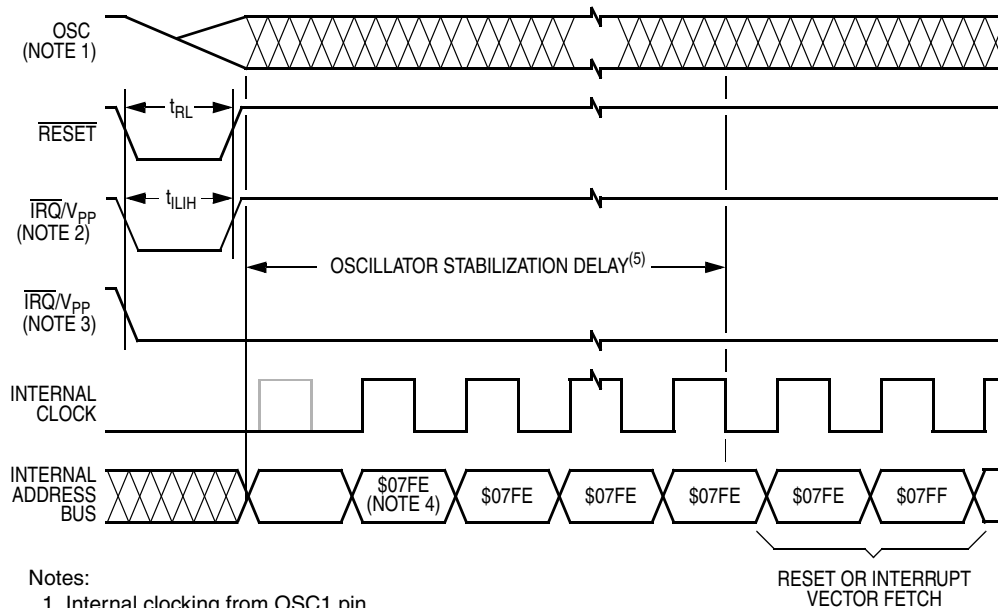 OSC
(NOTE 1)
t_RL
RESET
t_ILIH
IRQ/V_PP
(NOTE 2)
OSCILLATOR STABILIZATION DELAY(5)
IRQ/V_PP
(NOTE 3)
INTERNAL
CLOCK
INTERNAL
ADDRESS
BUS
$07FE
(NOTE 4)
$07FE
$07FE
$07FE
$07FE
$07FF
RESET OR INTERRUPT
VECTOR FETCH
Notes:
1. Internal clocking from OSC1 pin